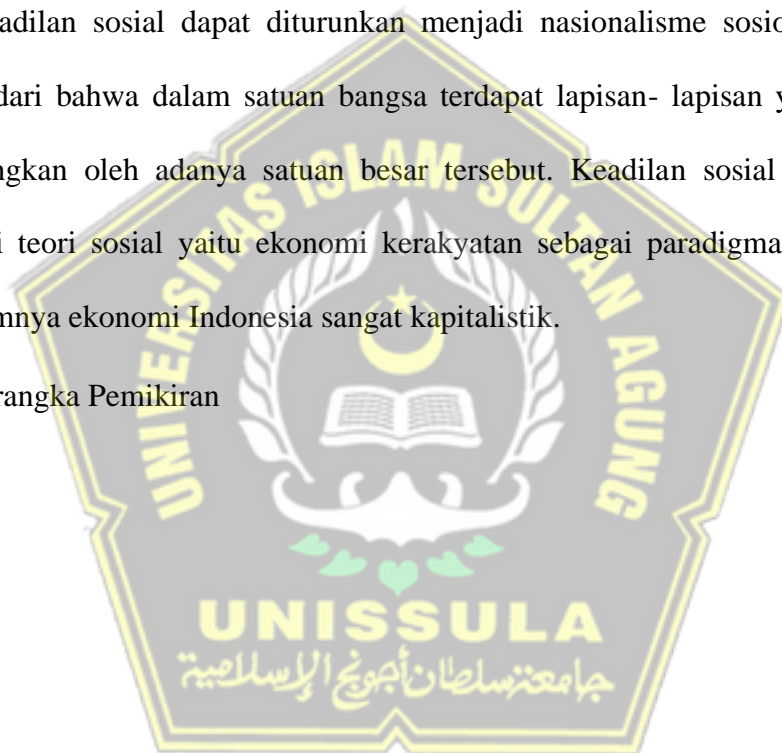 adilan sosial dapat diturunkan menjadi nasionalisme sosio
dari bahwa dalam satuan bangsa terdapat lapisan- lapisan y
ngkan oleh adanya satuan besar tersebut. Keadilan sosial
i teori sosial yaitu ekonomi kerakyatan sebagai paradigma
mnya ekonomi Indonesia sangat kapitalistik.
rangka Pemikiran
UNIVERSITAS ISLAM SULTAN AGUNG
UNISSULA
جامعة سلطان أجونج الإسلامية